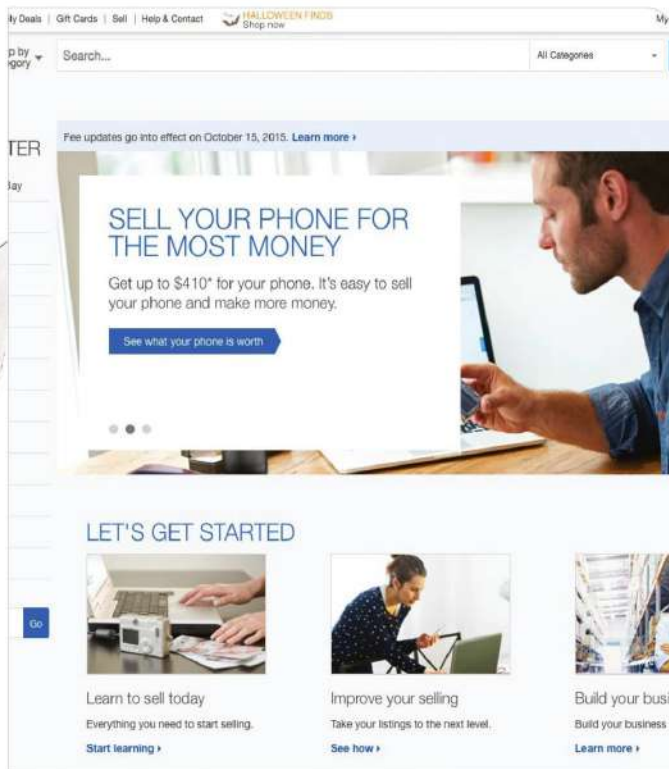 ly Deals | Gift Cards | Sell | Help & Contact
HALLOWEEN FINDS
Shop now
My
p by
egory
Search...
All Categories
TER
Bay
Fee updates go into effect on October 15, 2015. Learn more
SELL YOUR PHONE FOR
THE MOST MONEY
Get up to $410* for your phone. It's easy to sell
your phone and make more money.
See what your phone is worth
LET'S GET STARTED
Go
Learn to sell today
Everything you need to start selling.
Start learning
Improve your selling
Take your listings to the next level.
See how
Build your busi
Build your business
Learn more